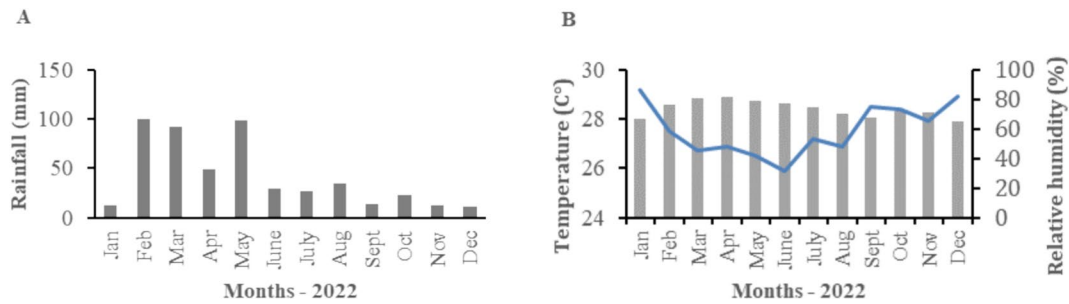 A
Rainfall (mm)
150
100
50
0
Jan
Feb
Mar
Apr
May
June
July
Aug
Sept
Oct
Nov
Dec
Months - 2022
B
Temperature (C°)
30
28
26
24
Jan
Feb
Mar
Apr
May
June
July
Aug
Sept
Oct
Nov
Dec
100
80
60
40
20
0
Relative humidity (%)
Months - 2022